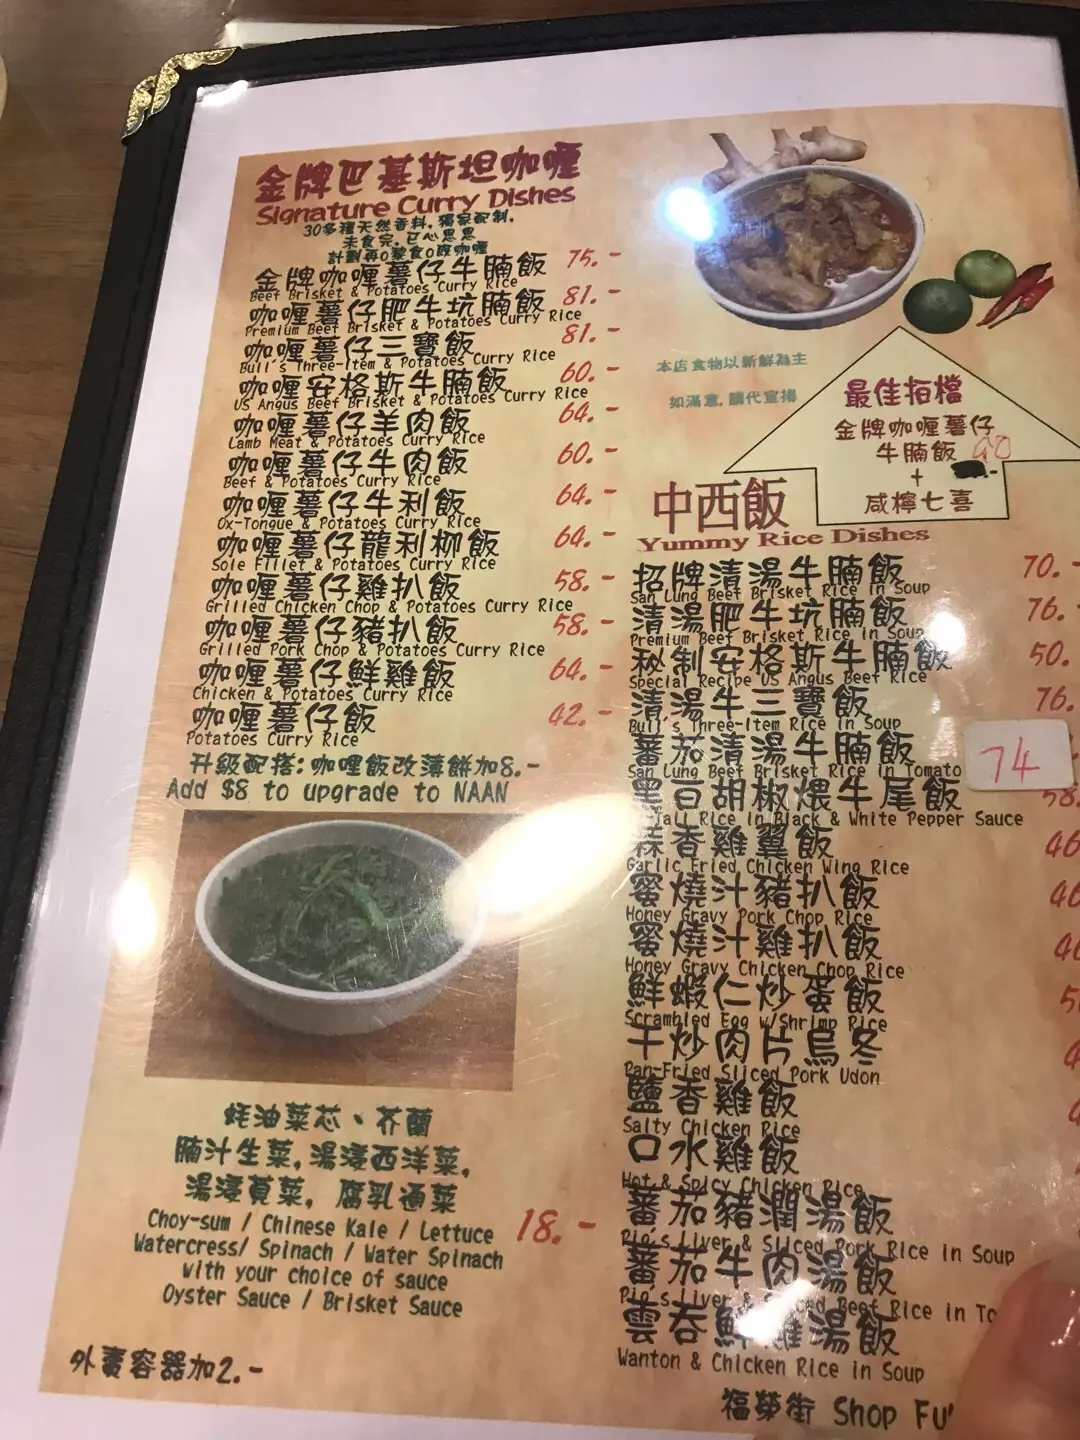 金牌巴基斯坦咖喱
Signature Curry Dishes
30多種天然香料, 獨家配制,
未食完, 已心思思
計劃再0黎食0既咖喱
金牌咖喱薯仔牛腩飯 75.-
Beef Brisket & Potatoes Curry Rice
咖喱薯仔肥牛坑腩飯 81.-
Premium Beef Brisket & Potatoes Curry Rice
咖喱薯仔三寶飯 81.-
Bull's Three-Item & Potatoes Curry Rice
咖喱安格斯牛腩飯 60.-
US Angus Beef Brisket & Potatoes Curry Rice
咖喱薯仔羊肉飯 64.-
Lamb Meat & Potatoes Curry Rice
咖喱薯仔牛肉飯 60.-
Beef & Potatoes Curry Rice
咖喱薯仔牛利飯 64.-
Ox-Tongue & Potatoes Curry Rice
咖喱薯仔龍利柳飯 64.-
Sole Fillet & Potatoes Curry Rice
咖喱薯仔雞扒飯 58.-
Grilled Chicken Chop & Potatoes Curry Rice
咖喱薯仔豬扒飯 58.-
Grilled Pork Chop & Potatoes Curry Rice
咖喱薯仔鮮雞飯 64.-
Chicken & Potatoes Curry Rice
咖喱薯仔飯 42.-
Potatoes Curry Rice
升級配搭: 咖哩飯改薄餅加8.-
Add $8 to upgrade to NAAN
蚝油菜芯、芥蘭
腩汁生菜, 湯浸西洋菜,
湯浸莧菜, 腐乳通菜
Choy-sum / Chinese Kale / Lettuce 18.-
Watercress/ Spinach / Water Spinach
with your choice of sauce
Oyster Sauce / Brisket Sauce
外賣容器加2.-
本店食物以新鮮為主
如滿意, 請代宣揚
最佳拍檔
金牌咖喱薯仔
牛腩飯 90
+
咸檸七喜
中西飯
Yummy Rice Dishes
招牌清湯牛腩飯 70.-
San Lung Beef Brisket Rice in Soup
清湯肥牛坑腩飯 76.-
Premium Beef Brisket Rice in Soup
秘制安格斯牛腩飯 50.
Special Recipe US Angus Beef Rice
清湯牛三寶飯 76.
Bull's Three-Item Rice in Soup
蕃茄清湯牛腩飯 74
San Lung Beef Brisket Rice in Tomato
黑白胡椒煨牛尾飯 58.
Tail Rice in Black & White Pepper Sauce
蒜香雞翼飯 46
Garlic Fried Chicken Wing Rice
蜜燒汁豬扒飯 46
Honey Gravy Pork Chop Rice
蜜燒汁雞扒飯 46
Honey Gravy Chicken Chop Rice
鮮蝦仁炒蛋飯 5
Scrambled Egg w/Shrimp Rice
干炒肉片烏冬 4
Pan-Fried Sliced Pork Udon
鹽香雞飯
Salty Chicken Rice
口水雞飯
Hot & Spicy Chicken Rice
蕃茄豬潤湯飯
Pig's Liver & Sliced Pork Rice in Soup
蕃茄牛肉湯飯
Pig's Liver & Sliced Beef Rice in To
雲吞鮮雞湯飯
Wanton & Chicken Rice in Soup
福榮街 Shop Fu